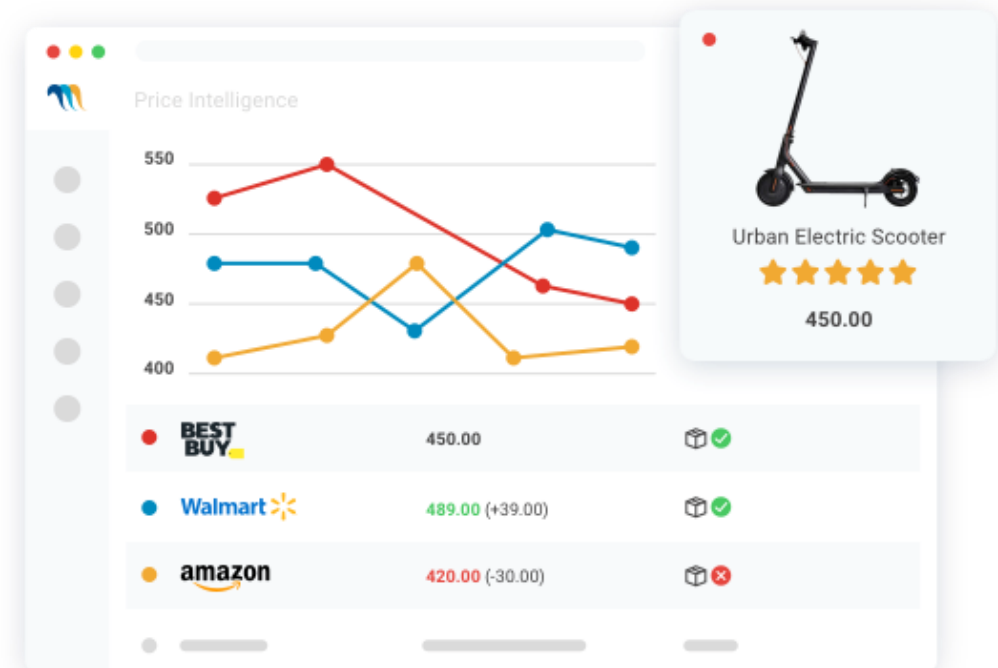 Price Intelligence
550
500
450
400
Urban Electric Scooter
450.00
BEST
BUY
450.00
Walmart
489.00 (+39.00)
amazon
420.00 (-30.00)